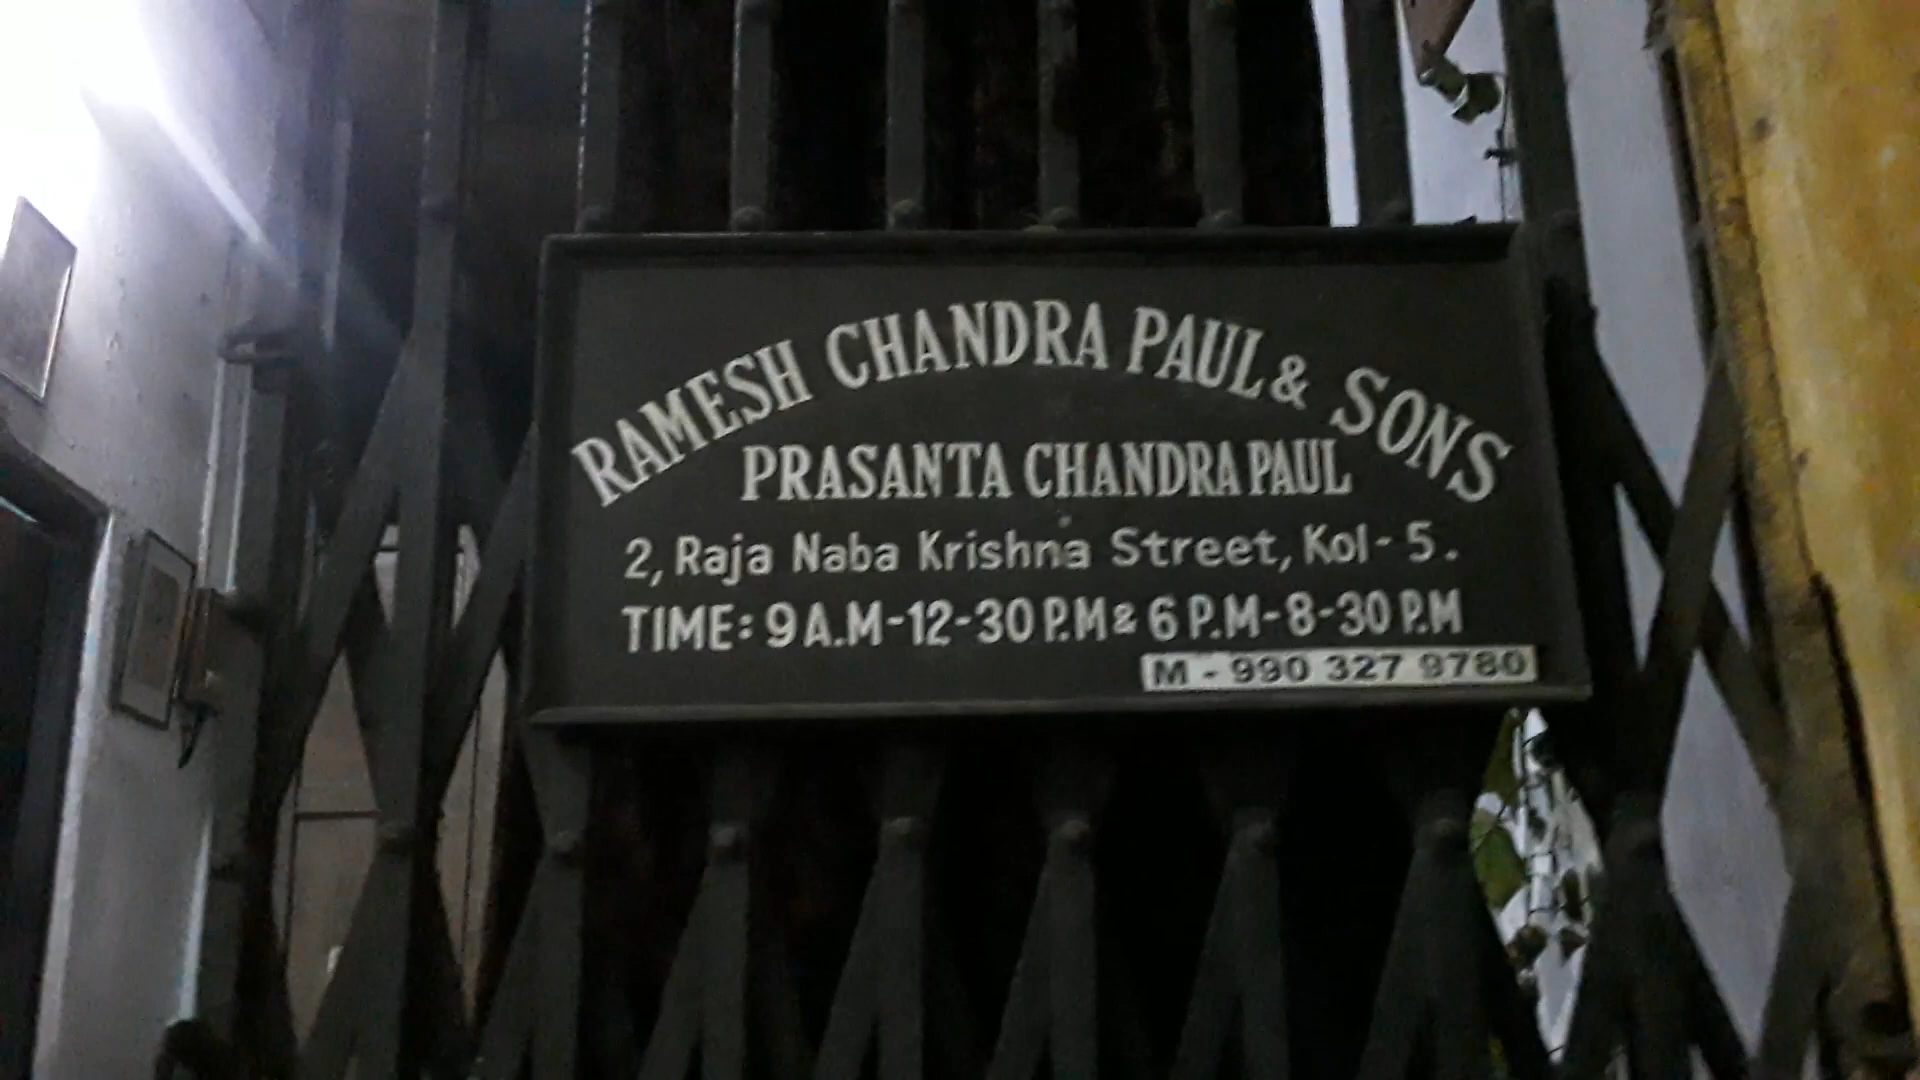 RAMESH CHANDRA PAUL & SONS
PRASANTA CHANDRA PAUL
2, Raja Naba Krishna Street, Kol- 5.
TIME: 9 A.M-12-30 P.M & 6 P.M-8-30 P.M
M - 990 327 9780